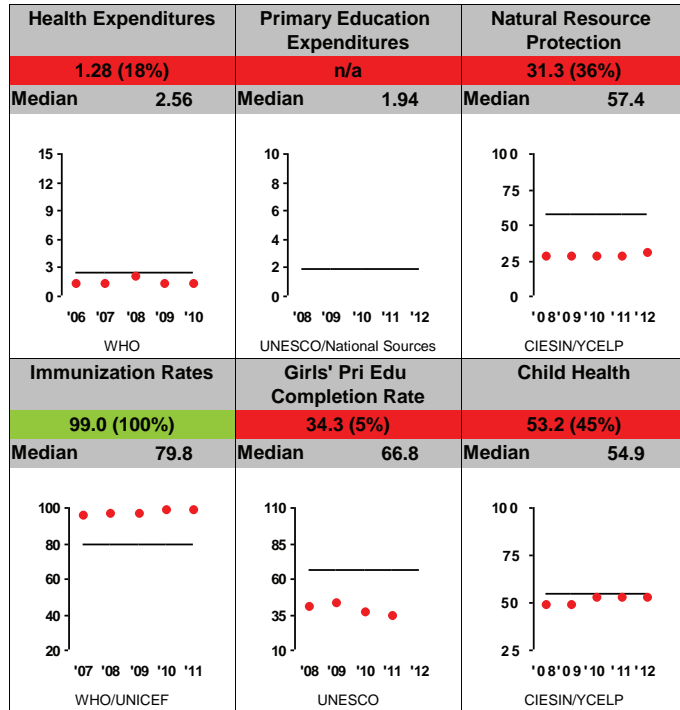 Health Expenditures
1.28 (18%)
Median 2.56
15
12
9
6
3
0
'06 '07 '08 '09 '10
WHO
Primary Education
Expenditures
n/a
Median 1.94
10
8
6
4
2
0
'08 '09 '10 '11 '12
UNESCO/National Sources
Natural Resource
Protection
31.3 (36%)
Median 57.4
100
75
50
25
0
'08 '09 '10 '11 '12
CIESIN/YCELP
Immunization Rates
99.0 (100%)
Median 79.8
100
80
60
40
20
'07 '08 '09 '10 '11
WHO/UNICEF
Girls' Pri Edu
Completion Rate
34.3 (5%)
Median 66.8
110
85
60
35
10
'08 '09 '10 '11 '12
UNESCO
Child Health
53.2 (45%)
Median 54.9
100
75
50
25
'08 '09 '10 '11 '12
CIESIN/YCELP